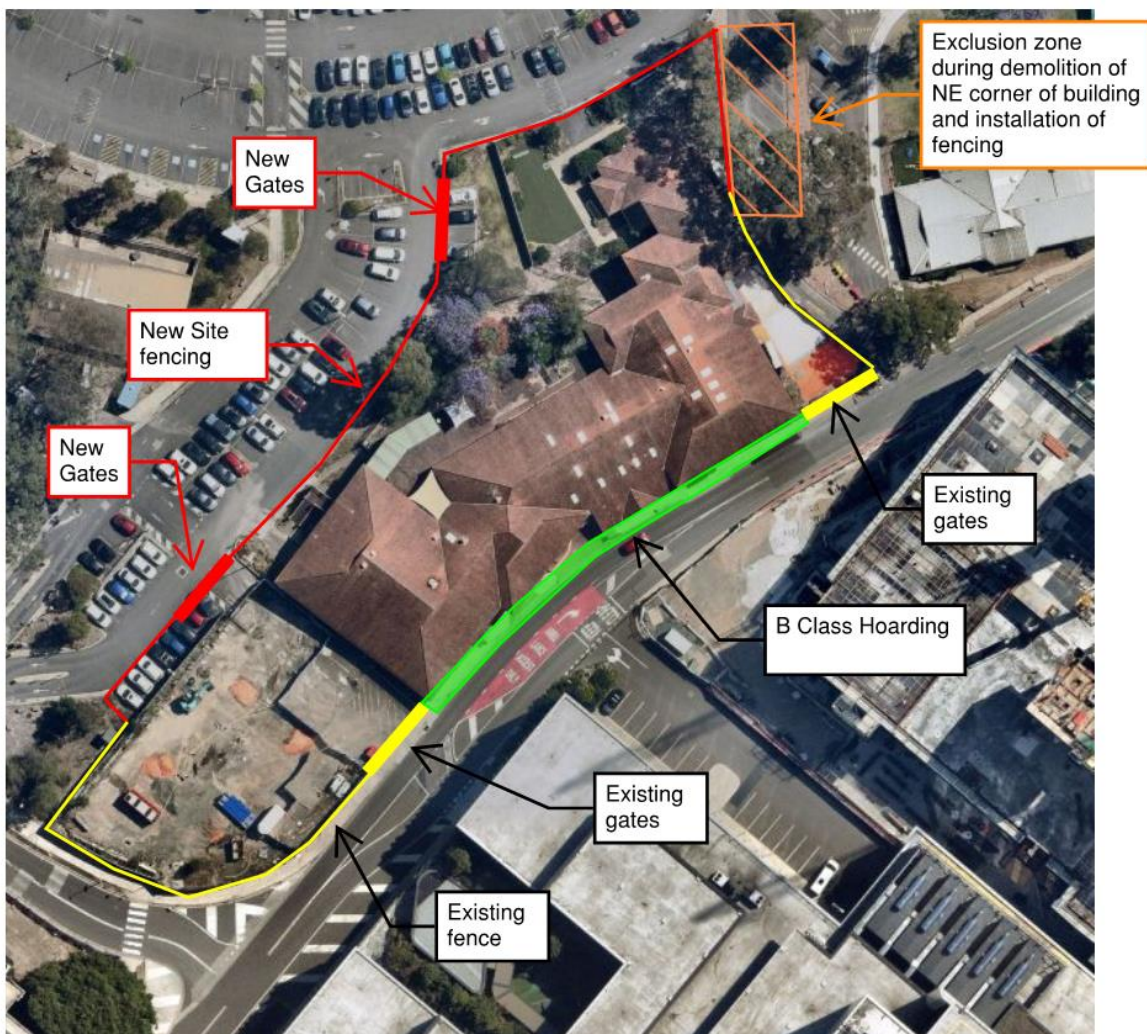 Exclusion zone
during demolition of
NE corner of building
and installation of
fencing
New
Gates
New Site
fencing
New
Gates
Existing
gates
B Class Hoarding
Existing
gates
Existing
fence